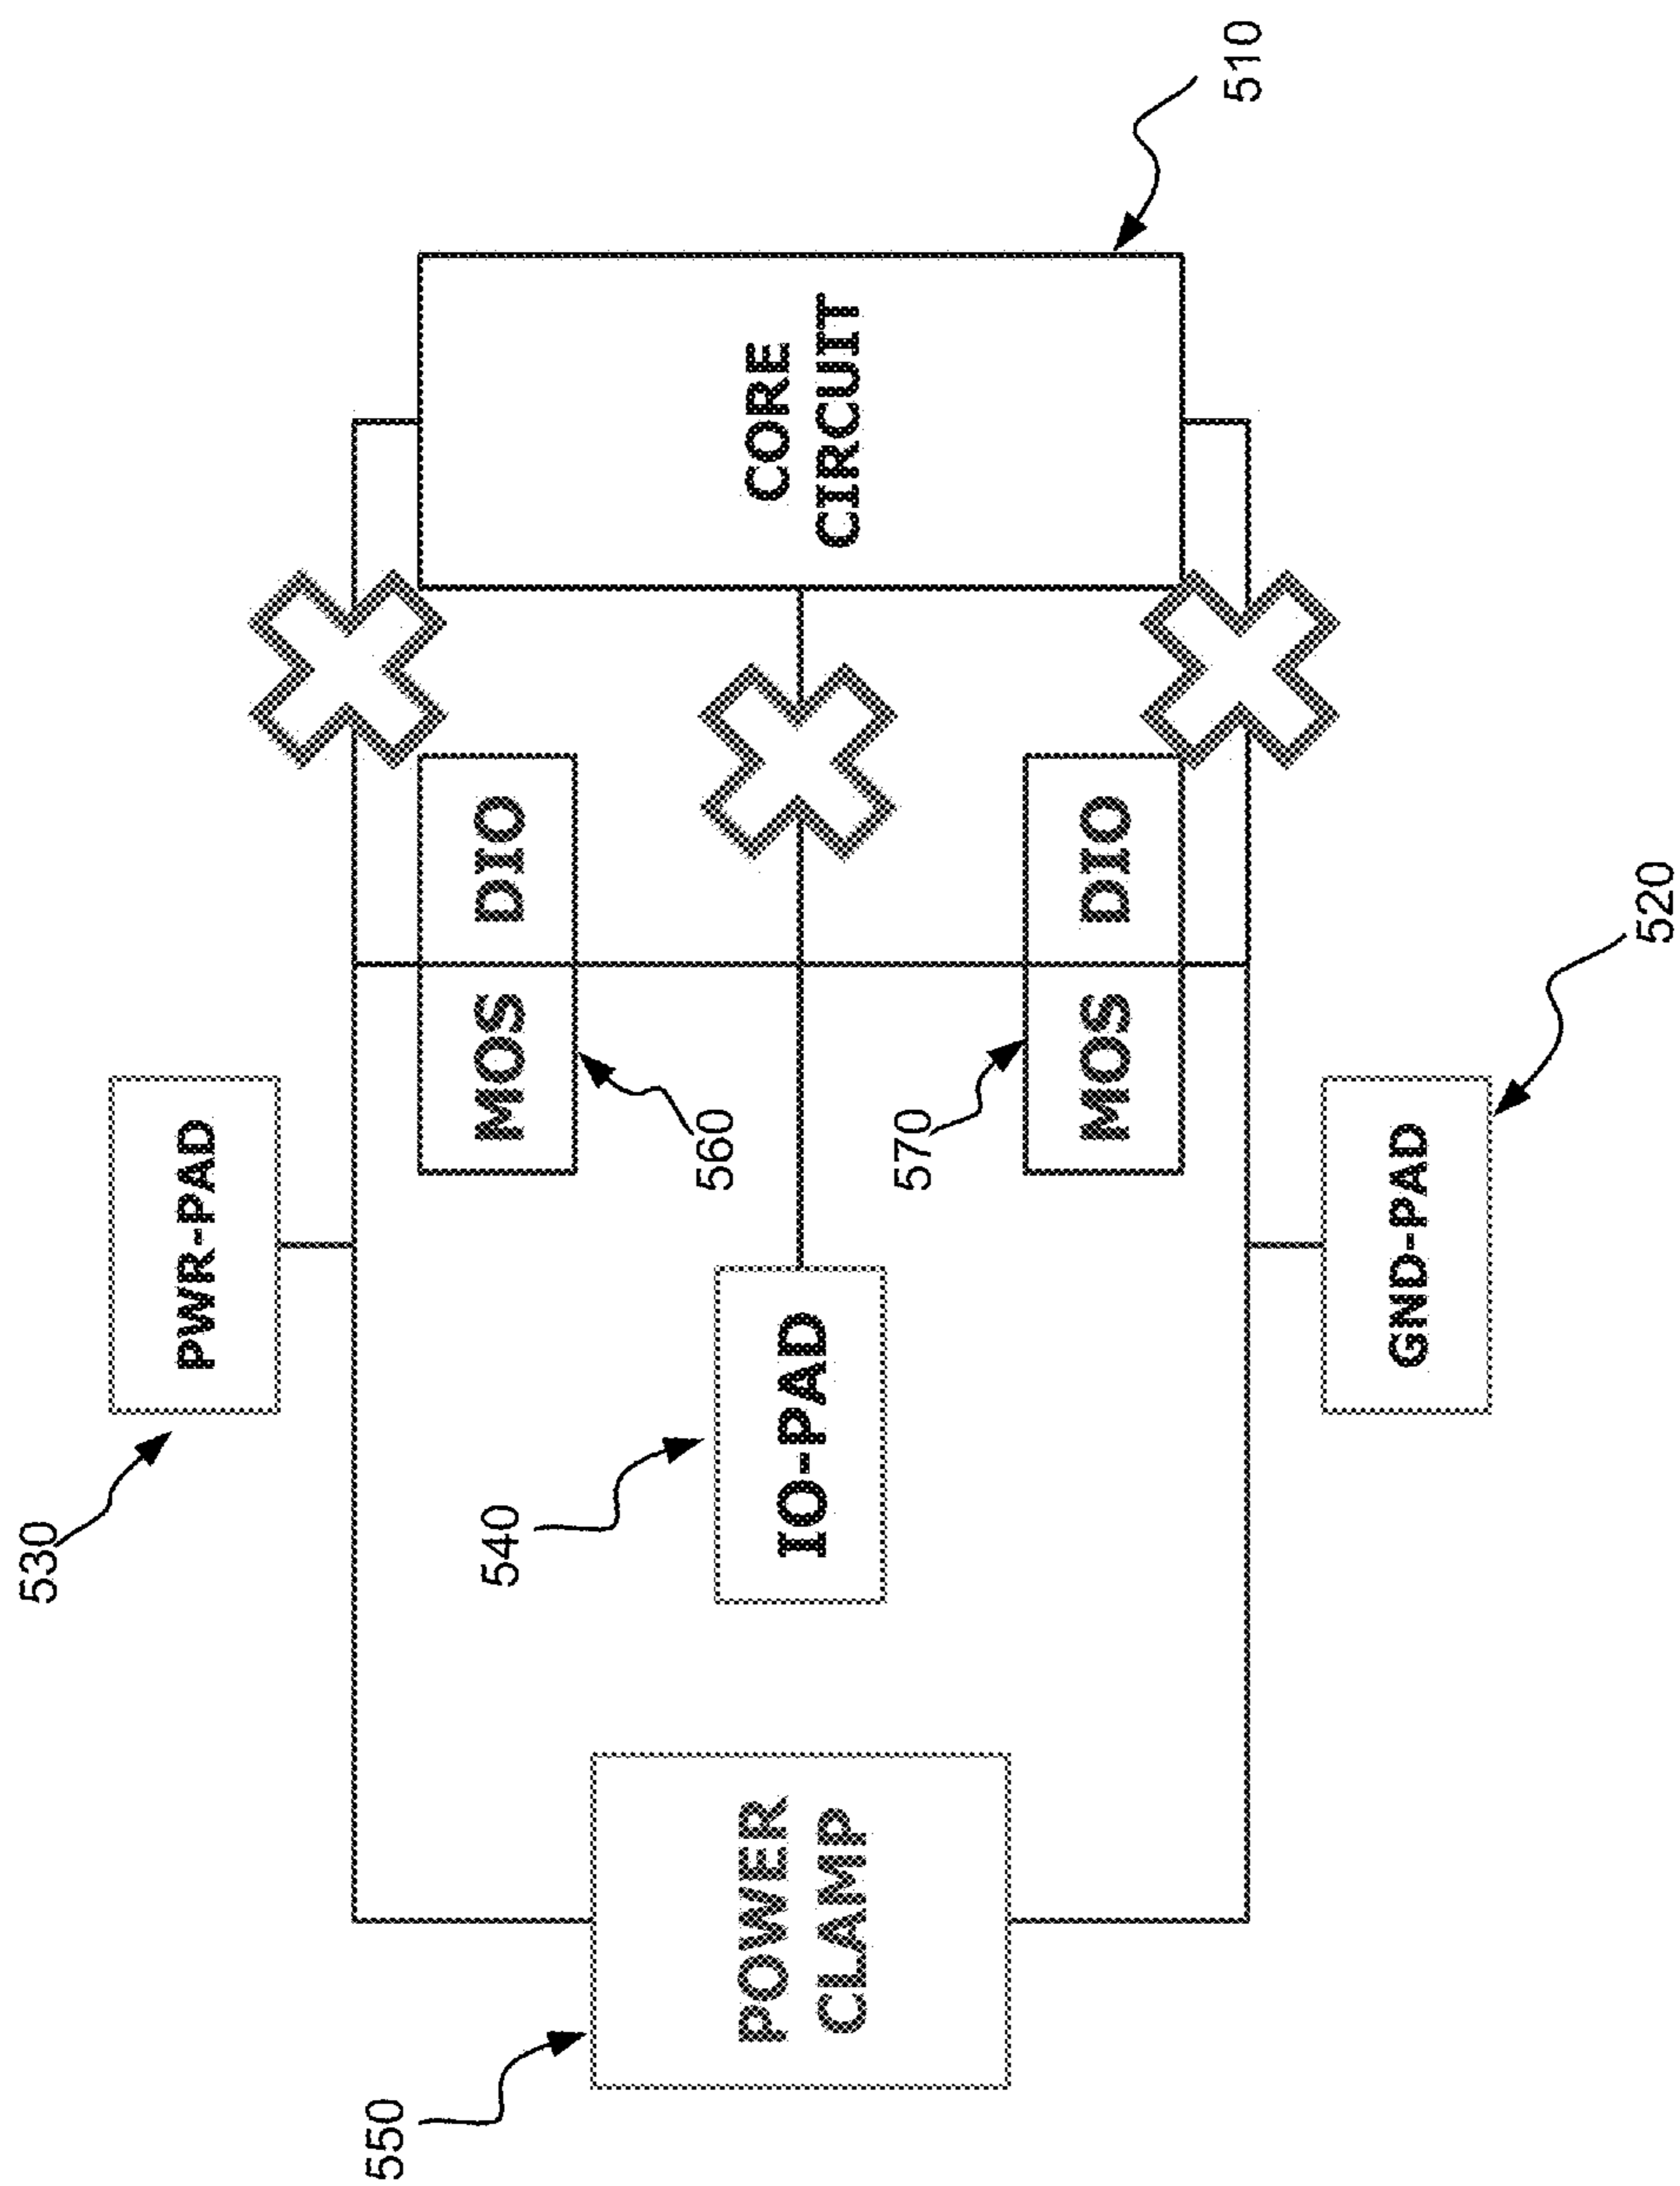 530
PWR-PAD
550
540
MOS
DIO
560
POWER
CLAMP
IO-PAD
CORE
CIRCUIT
570
MOS
DIO
510
GND-PAD
520